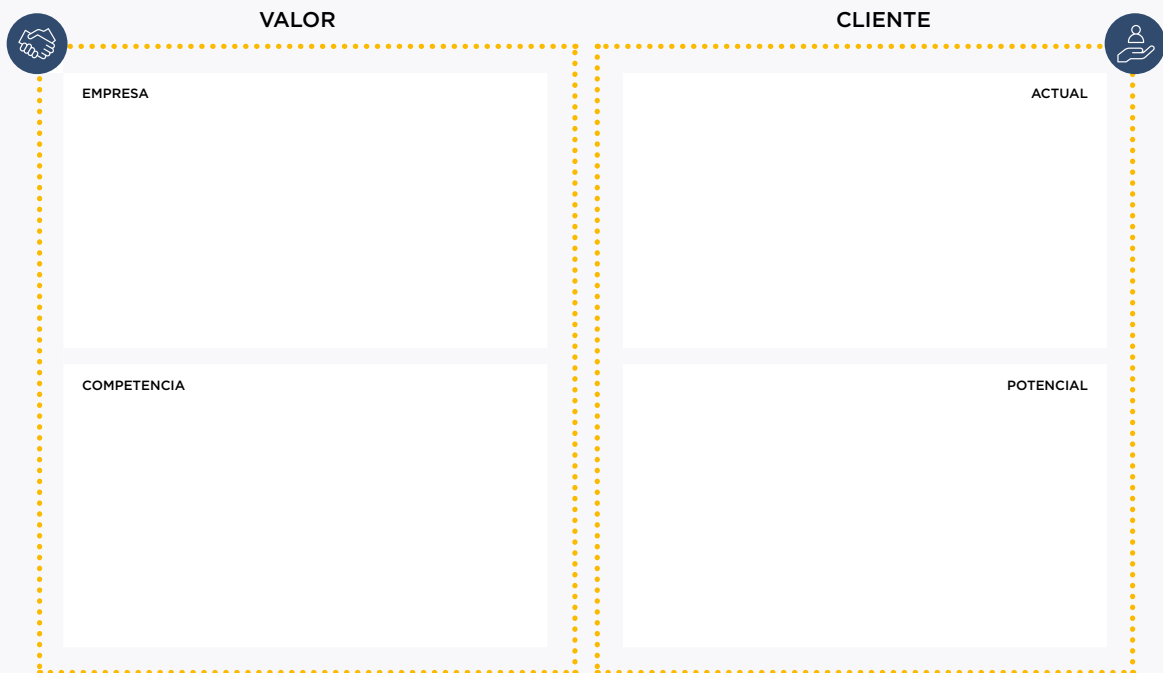 VALOR
CLIENTE
EMPRESA
ACTUAL
COMPETENCIA
POTENCIAL